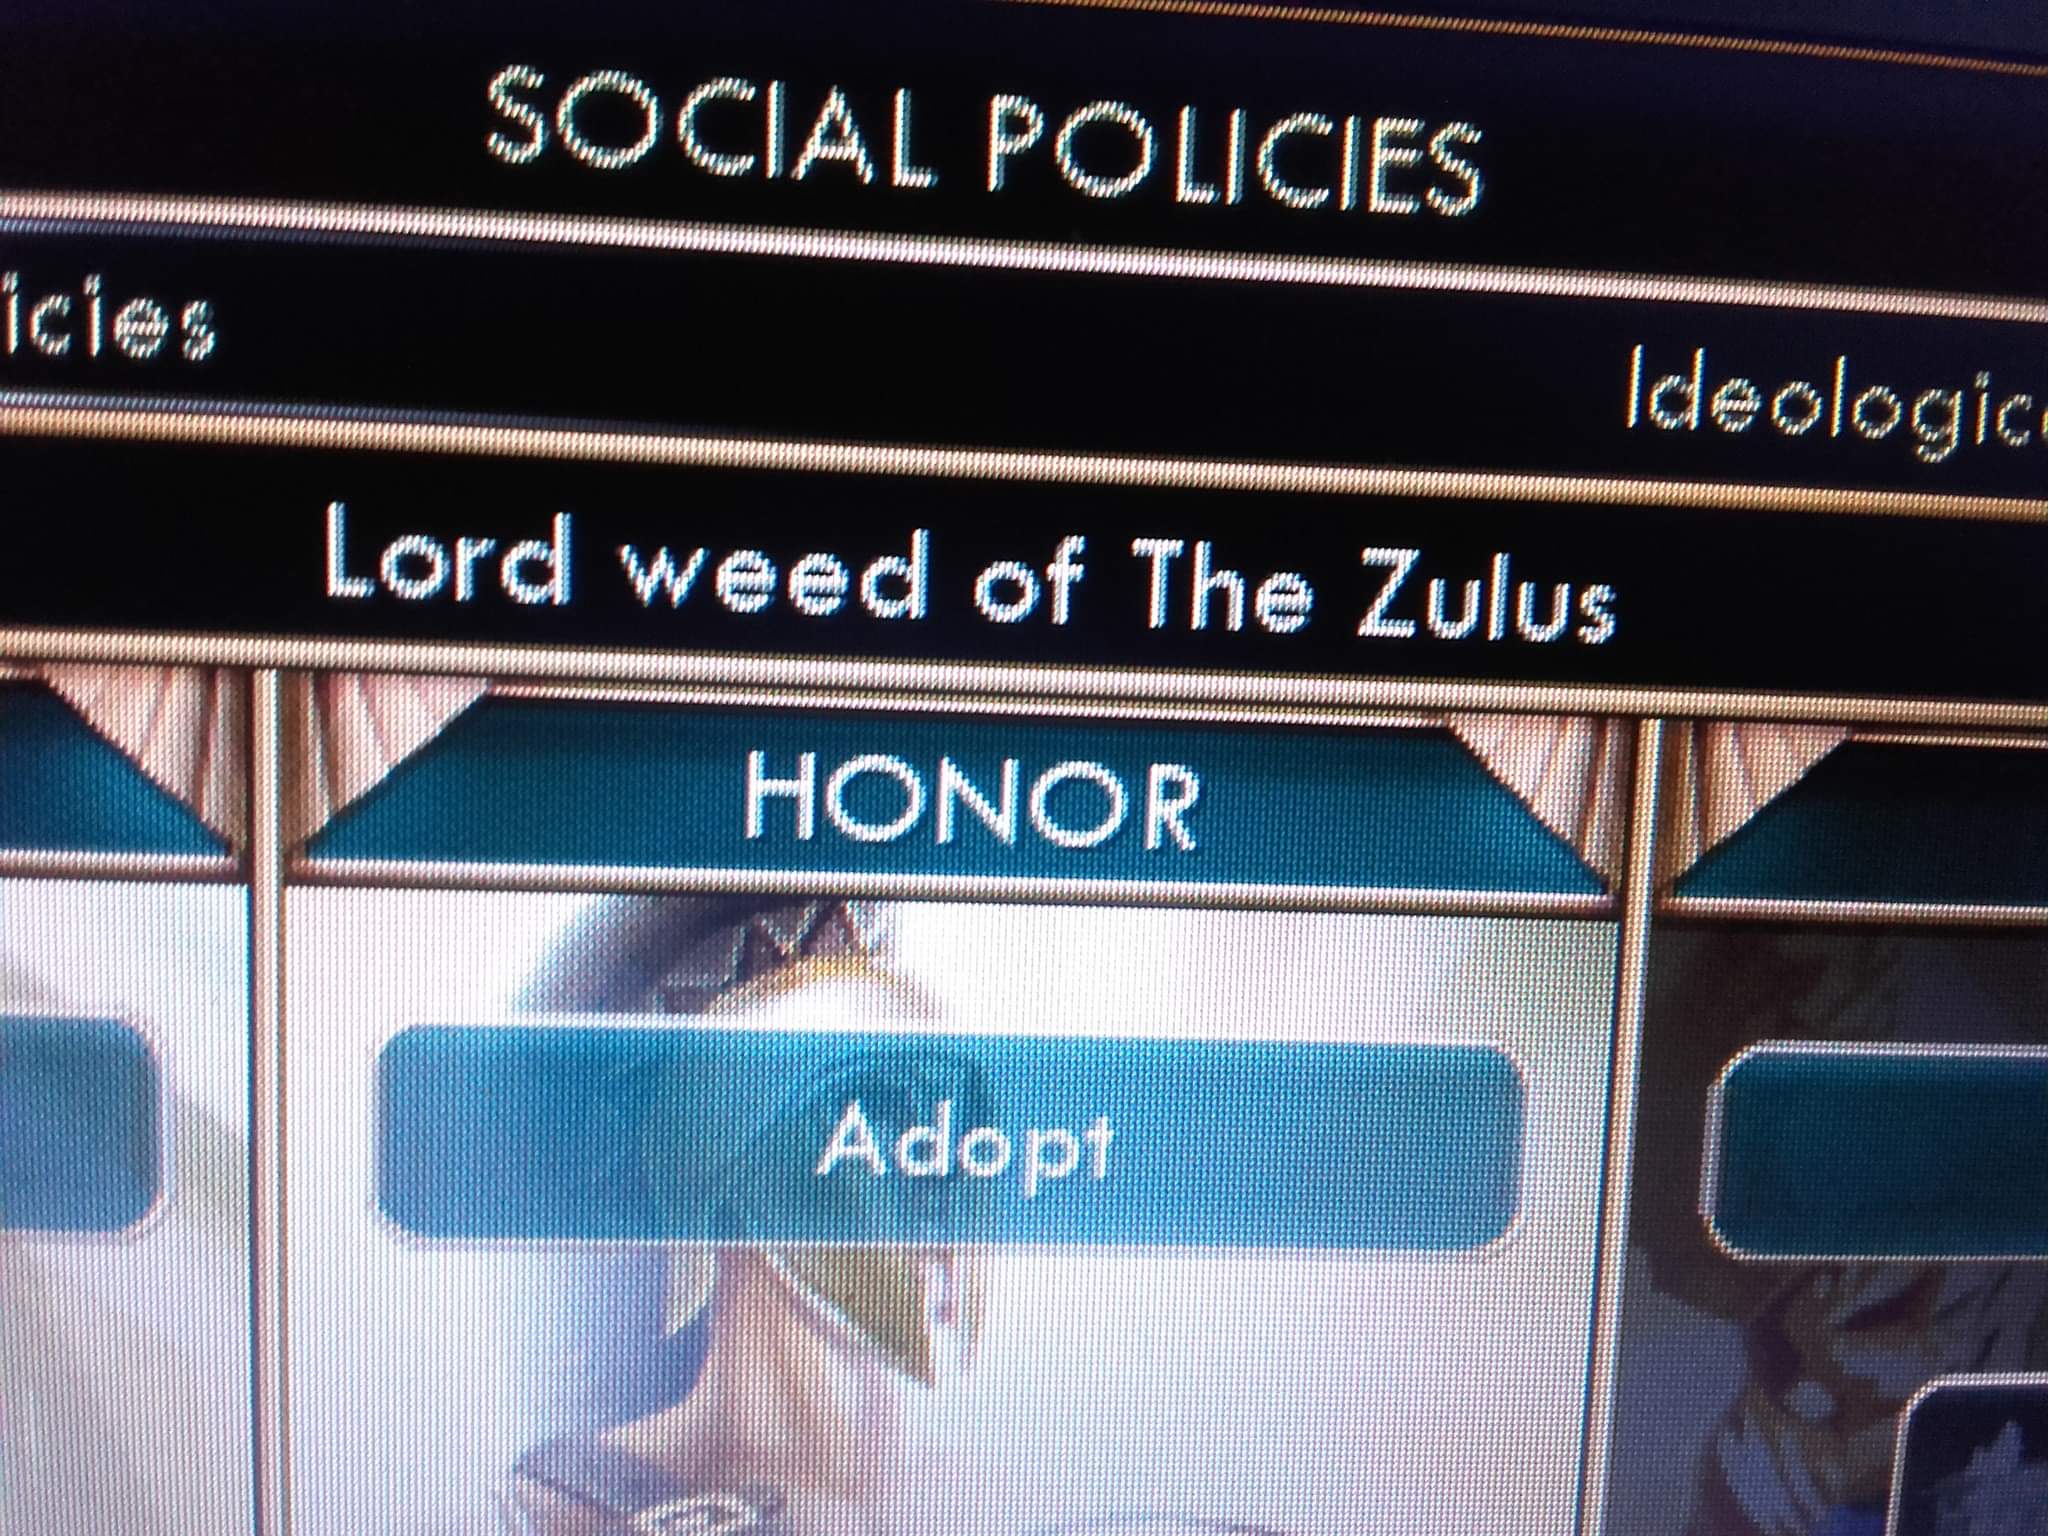 SOCIAL POLICIES
icies
Ideologic
Lord weed of The Zulus
HONOR
Adopt